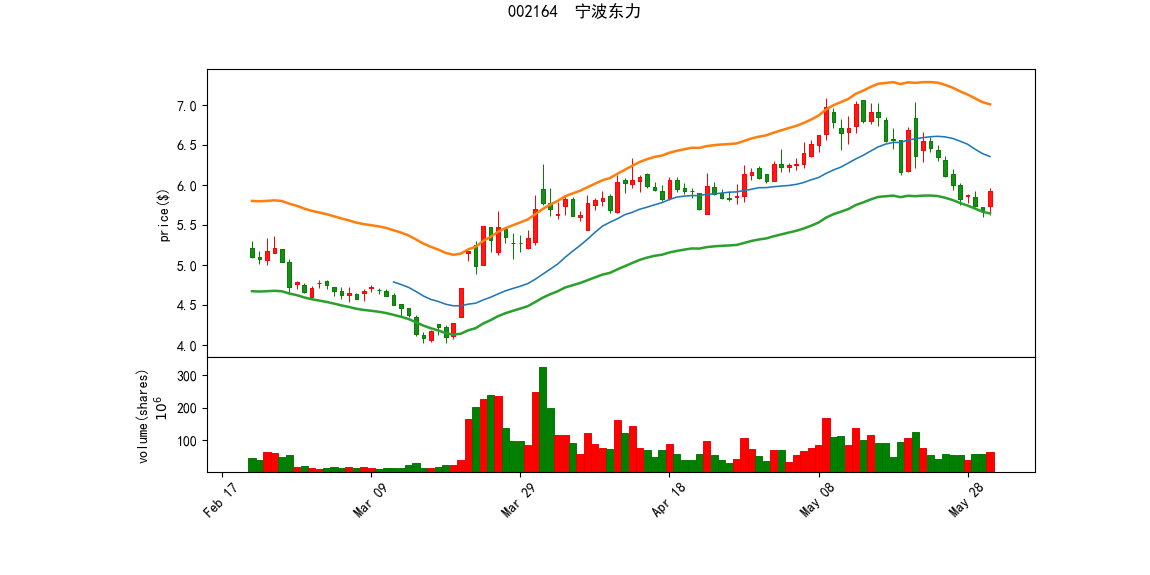 002164  宁波东力
price($)
7.0
6.5
6.0
5.5
5.0
4.5
4.0
volume(shares)
10^6
300
200
100
Feb 17
Mar 09
Mar 29
Apr 18
May 08
May 28